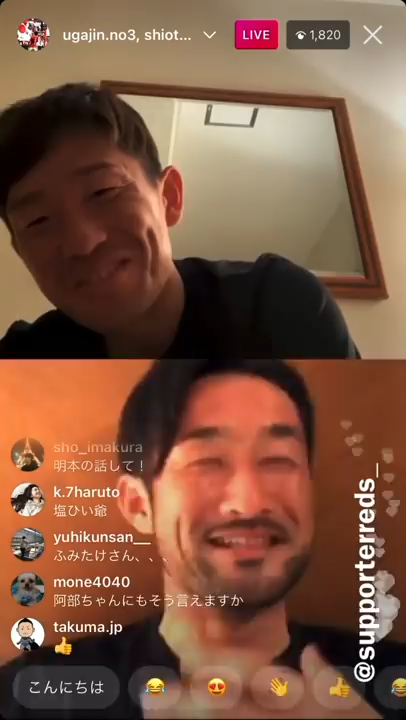 ugajin.no3, shiot...
LIVE
1,820
sho_imakura
明本の話して！
k.7haruto
塩ひい爺
yuhikunsan__
ふみたけさん、、、
mone4040
阿部ちゃんにもそう言えますか
takuma.jp
👍
こんにちは
@supporterreds_